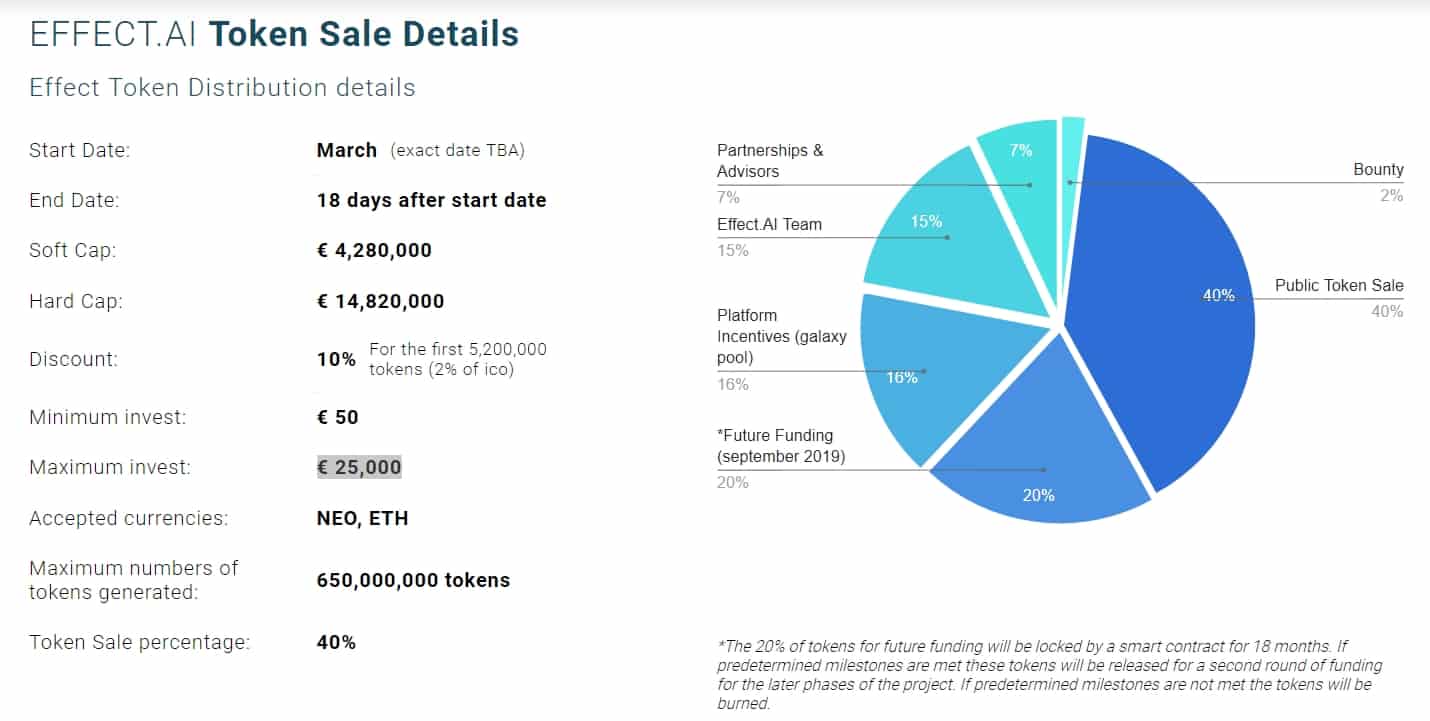 EFFECT.AI Token Sale Details
Effect Token Distribution details
Start Date: March (exact date TBA)
End Date: 18 days after start date
Soft Cap: € 4,280,000
Hard Cap: € 14,820,000
Discount: 10% For the first 5,200,000
tokens (2% of ico)
Minimum invest: € 50
Maximum invest: € 25,000
Accepted currencies: NEO, ETH
Maximum numbers of
tokens generated: 650,000,000 tokens
Token Sale percentage: 40%
Partnerships &
Advisors
7%
Effect.AI Team
15%
Platform
Incentives (galaxy
pool)
16%
*Future Funding
(september 2019)
20%
7%
15%
16%
20%
40%
Bounty
2%
Public Token Sale
40%
*The 20% of tokens for future funding will be locked by a smart contract for 18 months. If
predetermined milestones are met these tokens will be released for a second round of funding
for the later phases of the project. If predetermined milestones are not met the tokens will be
burned.